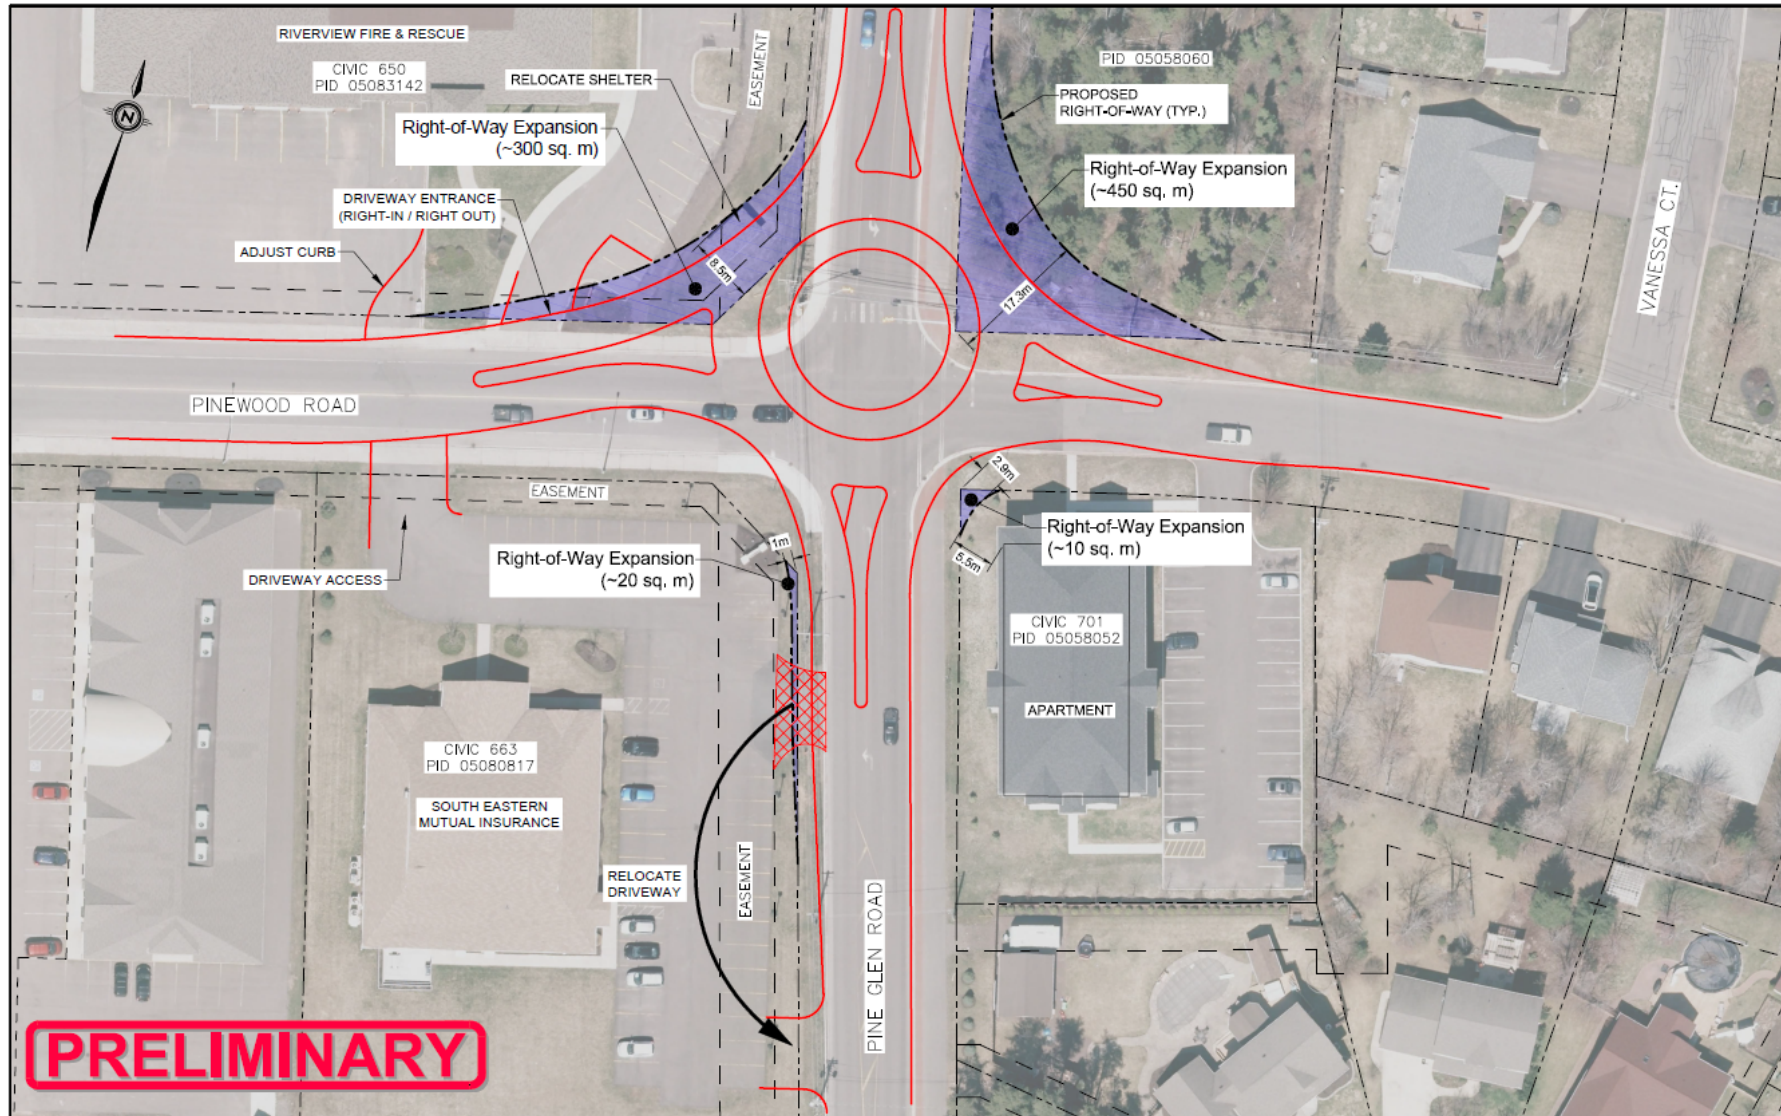 RIVERVIEW FIRE & RESCUE
CIVIC 650
PID 05083142
RELOCATE SHELTER
EASEMENT
PID 05058060
PROPOSED
RIGHT-OF-WAY (TYP.)
Right-of-Way Expansion
(~300 sq. m)
Right-of-Way Expansion
(~450 sq. m)
N
DRIVEWAY ENTRANCE
(RIGHT-IN / RIGHT OUT)
ADJUST CURB
8.5m
17.3m
VANESSA CT.
PINEWOOD ROAD
EASEMENT
2.9m
Right-of-Way Expansion
(~10 sq. m)
5.5m
1m
Right-of-Way Expansion
(~20 sq. m)
DRIVEWAY ACCESS
CIVIC 701
PID 05058052
APARTMENT
CIVIC 663
PID 05080817
SOUTH EASTERN
MUTUAL INSURANCE
RELOCATE
DRIVEWAY
EASEMENT
PINE GLEN ROAD
PRELIMINARY